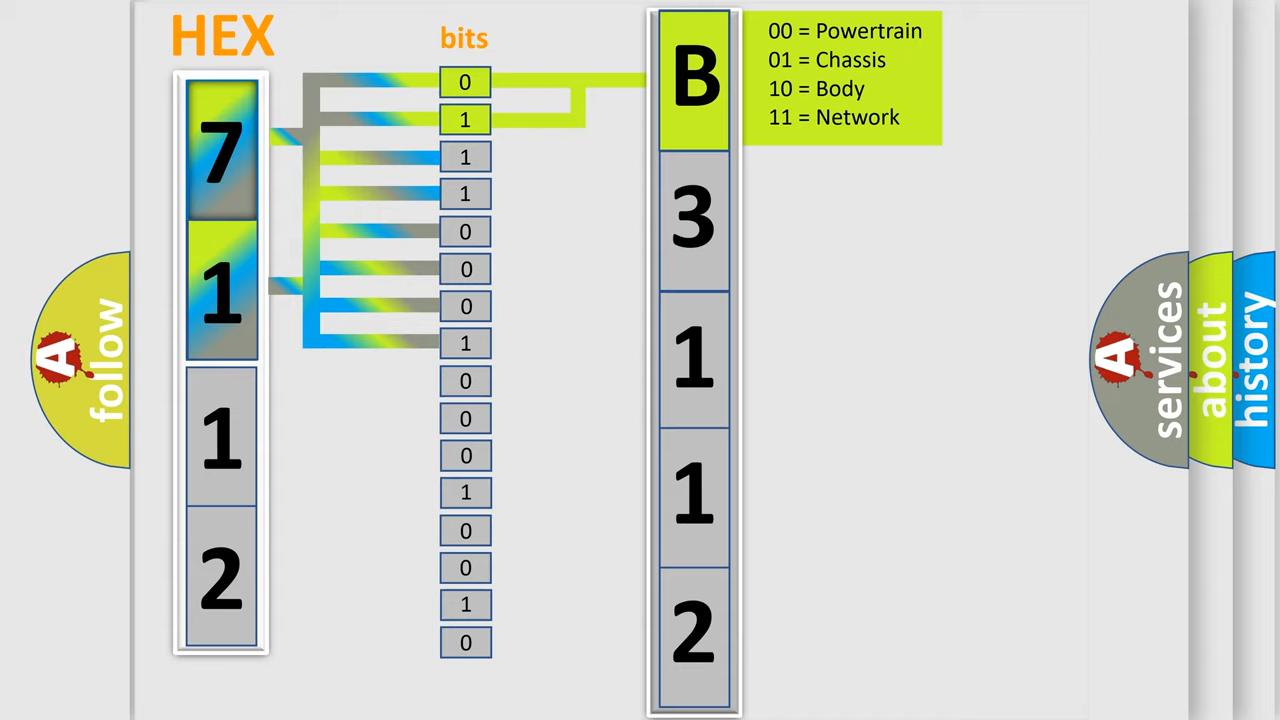 HEX
bits
7
1
1
2
0
1
1
1
0
0
0
1
0
0
0
1
0
0
1
0
B
3
1
1
2
00 = Powertrain
01 = Chassis
10 = Body
11 = Network
A follow
A services
about
history